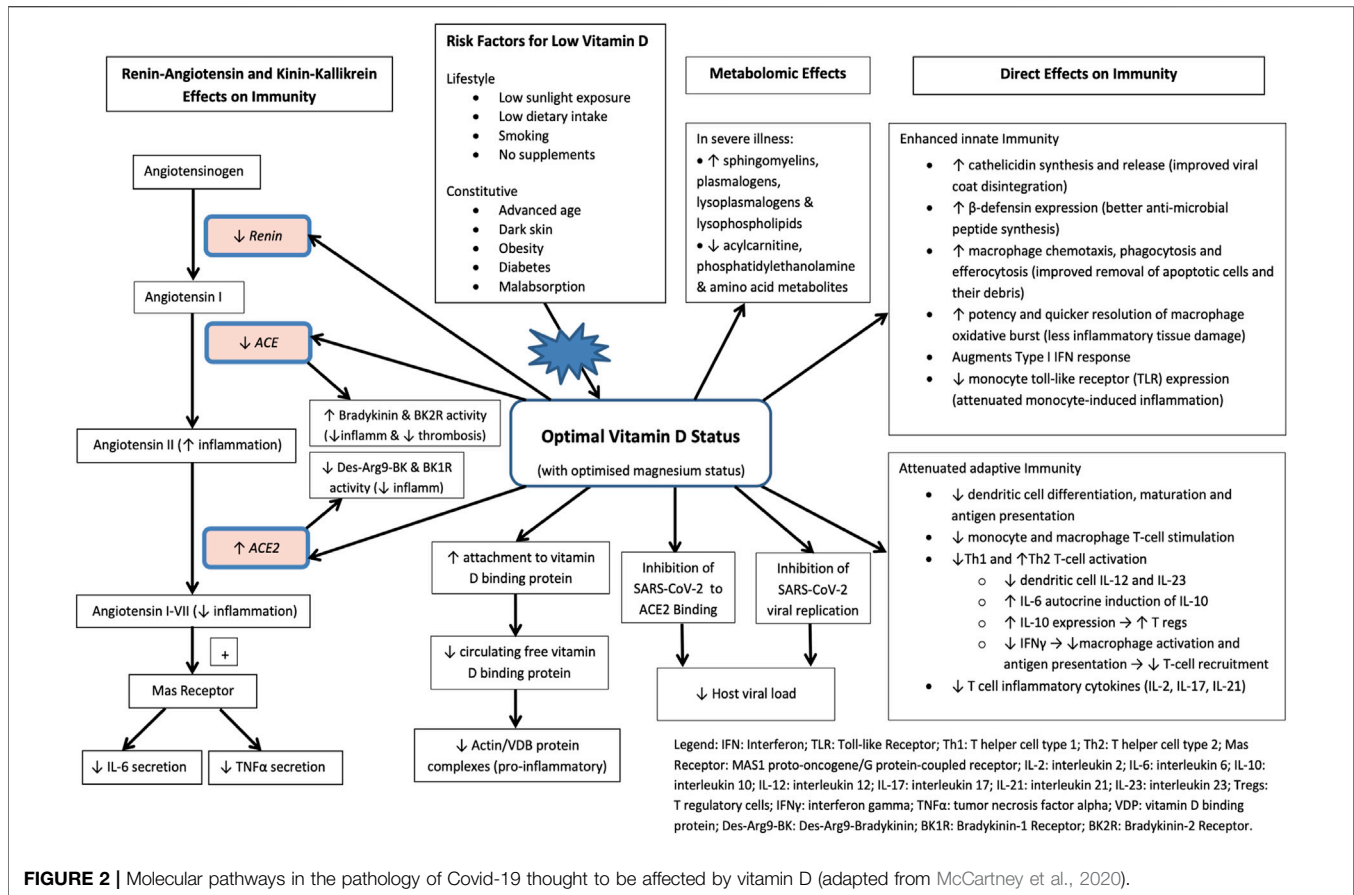 Renin-Angiotensin and Kinin-Kallikrein
Effects on Immunity
Angiotensinogen
↓ Renin
Angiotensin I
↓ ACE
↑ Bradykinin & BK2R activity
(↓inflamm & ↓ thrombosis)
Angiotensin II (↑ inflammation)
↓ Des-Arg9-BK & BK1R
activity (↓ inflamm)
↑ ACE2
Angiotensin I-VII (↓ inflammation)
+
Mas Receptor
↓ IL-6 secretion
↓ TNFα secretion
Risk Factors for Low Vitamin D
Lifestyle
• Low sunlight exposure
• Low dietary intake
• Smoking
• No supplements
Constitutive
• Advanced age
• Dark skin
• Obesity
• Diabetes
• Malabsorption
Optimal Vitamin D Status
(with optimised magnesium status)
↑ attachment to vitamin
D binding protein
↓ circulating free vitamin
D binding protein
↓ Actin/VDB protein
complexes (pro-inflammatory)
Inhibition of
SARS-CoV-2 to
ACE2 Binding
Inhibition of
SARS-CoV-2
viral replication
↓ Host viral load
Metabolomic Effects
In severe illness:
• ↑ sphingomyelins,
plasmalogens,
lysoplasmalogens &
lysophospholipids
• ↓ acylcarnitine,
phosphatidylethanolamine
& amino acid metabolites
Direct Effects on Immunity
Enhanced innate Immunity
• ↑ cathelicidin synthesis and release (improved viral
coat disintegration)
• ↑ β-defensin expression (better anti-microbial
peptide synthesis)
• ↑ macrophage chemotaxis, phagocytosis and
efferocytosis (improved removal of apoptotic cells and
their debris)
• ↑ potency and quicker resolution of macrophage
oxidative burst (less inflammatory tissue damage)
• Augments Type I IFN response
• ↓ monocyte toll-like receptor (TLR) expression
(attenuated monocyte-induced inflammation)
Attenuated adaptive Immunity
• ↓ dendritic cell differentiation, maturation and
antigen presentation
• ↓ monocyte and macrophage T-cell stimulation
• ↓Th1 and ↑Th2 T-cell activation
o ↓ dendritic cell IL-12 and IL-23
o ↑ IL-6 autocrine induction of IL-10
o ↑ IL-10 expression → ↑ T regs
o ↓ IFNγ → ↓macrophage activation and
antigen presentation → ↓ T-cell recruitment
• ↓ T cell inflammatory cytokines (IL-2, IL-17, IL-21)
Legend: IFN: Interferon; TLR: Toll-like Receptor; Th1: T helper cell type 1; Th2: T helper cell type 2; Mas
Receptor: MAS1 proto-oncogene/G protein-coupled receptor; IL-2: interleukin 2; IL-6: interleukin 6; IL-10:
interleukin 10; IL-12: interleukin 12; IL-17: interleukin 17; IL-21: interleukin 21; IL-23: interleukin 23; Tregs:
T regulatory cells; IFNγ: interferon gamma; TNFα: tumor necrosis factor alpha; VDP: vitamin D binding
protein; Des-Arg9-BK: Des-Arg9-Bradykinin; BK1R: Bradykinin-1 Receptor; BK2R: Bradykinin-2 Receptor.
FIGURE 2 | Molecular pathways in the pathology of Covid-19 thought to be affected by vitamin D (adapted from McCartney et al., 2020).